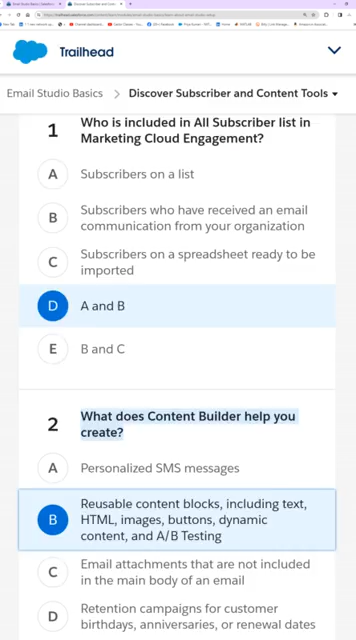 Trailhead
Email Studio Basics > Discover Subscriber and Content Tools
1
Who is included in All Subscriber list in
Marketing Cloud Engagement?
A Subscribers on a list
B Subscribers who have received an email
communication from your organization
C Subscribers on a spreadsheet ready to be
imported
D A and B
E B and C
2
What does Content Builder help you
create?
A Personalized SMS messages
B Reusable content blocks, including text,
HTML, images, buttons, dynamic
content, and A/B Testing
C Email attachments that are not included
in the main body of an email
D Retention campaigns for customer
birthdays, anniversaries, or renewal dates